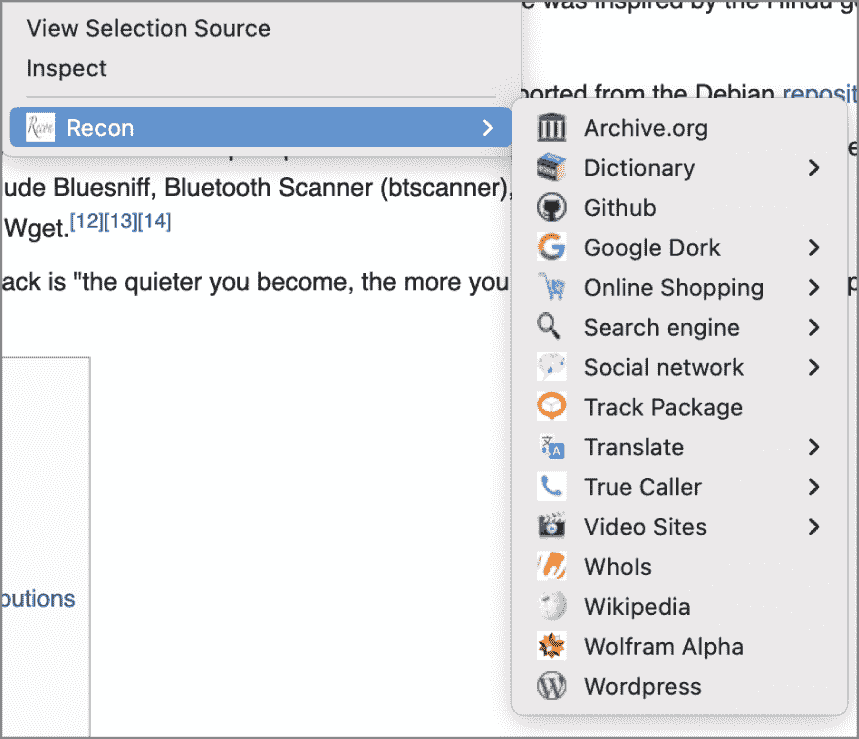 e was inspired by the Hindu g
View Selection Source
Inspect
ported from the Debian reposit
Recon
ude Bluesniff, Bluetooth Scanner (btscanner),
Wget.[12][13][14]
ack is "the quieter you become, the more you
butions
Archive.org
Dictionary
Github
Google Dork
Online Shopping
Search engine
Social network
Track Package
Translate
True Caller
Video Sites
WhoIs
Wikipedia
Wolfram Alpha
Wordpress